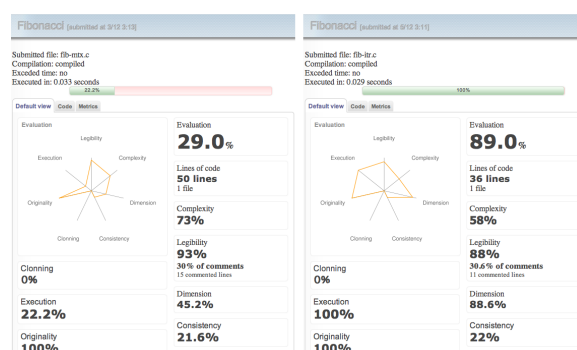 Fibonacci [submitted at 3/12 3:13]
Submitted file: fib-mtx.c
Compilation: compiled
Exceded time: no
Executed in: 0.033 seconds
22.2%
Default view Code Metrics
Evaluation
Legibility
Execution
Complexity
Originality
Dimension
Clonning
Consistency
Evaluation
29.0%
Lines of code
50 lines
1 file
Complexity
73%
Legibility
93%
30% of comments
15 commented lines
Clonning
0%
Dimension
45.2%
Execution
22.2%
Consistency
21.6%
Originality
100%
Fibonacci [submitted at 6/12 3:11]
Submitted file: fib-itr.c
Compilation: compiled
Exceded time: no
Executed in: 0.029 seconds
100%
Default view Code Metrics
Evaluation
Legibility
Execution
Complexity
Originality
Dimension
Clonning
Consistency
Evaluation
89.0%
Lines of code
36 lines
1 file
Complexity
58%
Legibility
88%
30.6% of comments
11 commented lines
Clonning
0%
Dimension
88.6%
Execution
100%
Consistency
22%
Originality
100%